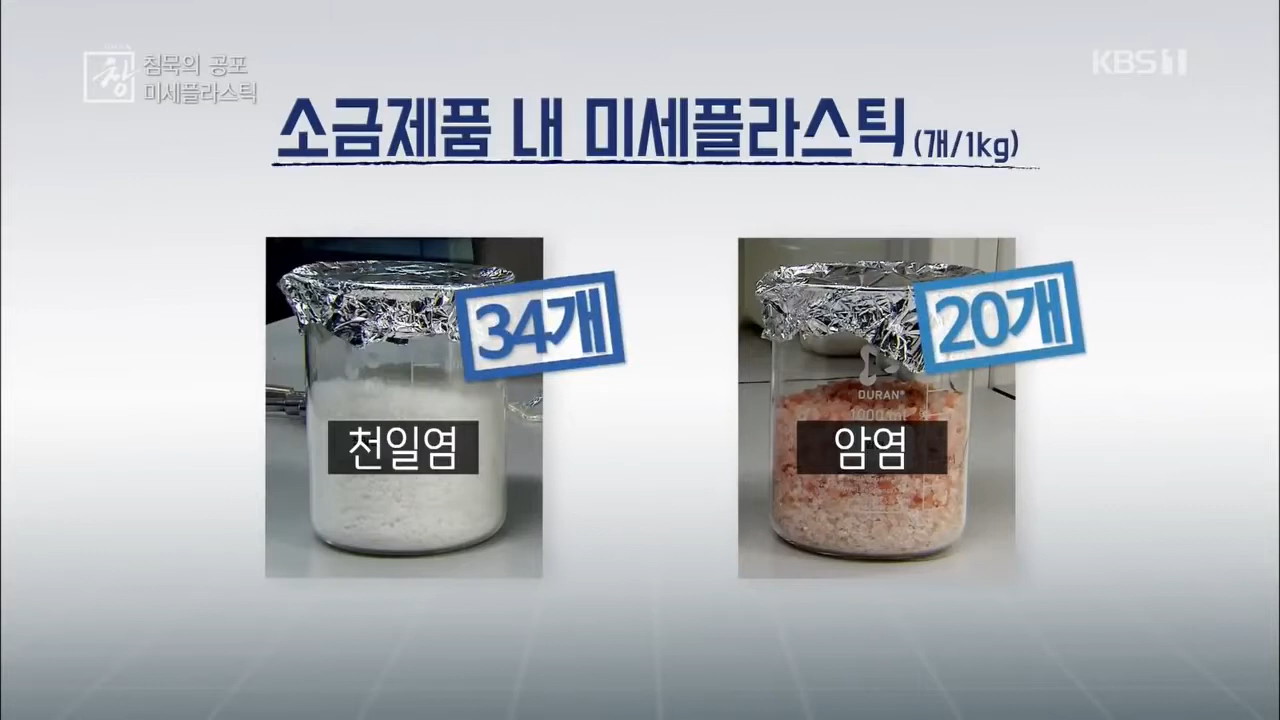 창
침묵의 공포
미세플라스틱
KBS1
소금제품 내 미세플라스틱 (개/1kg)
34개
20개
DURAN®
1000 ml
천일염
암염